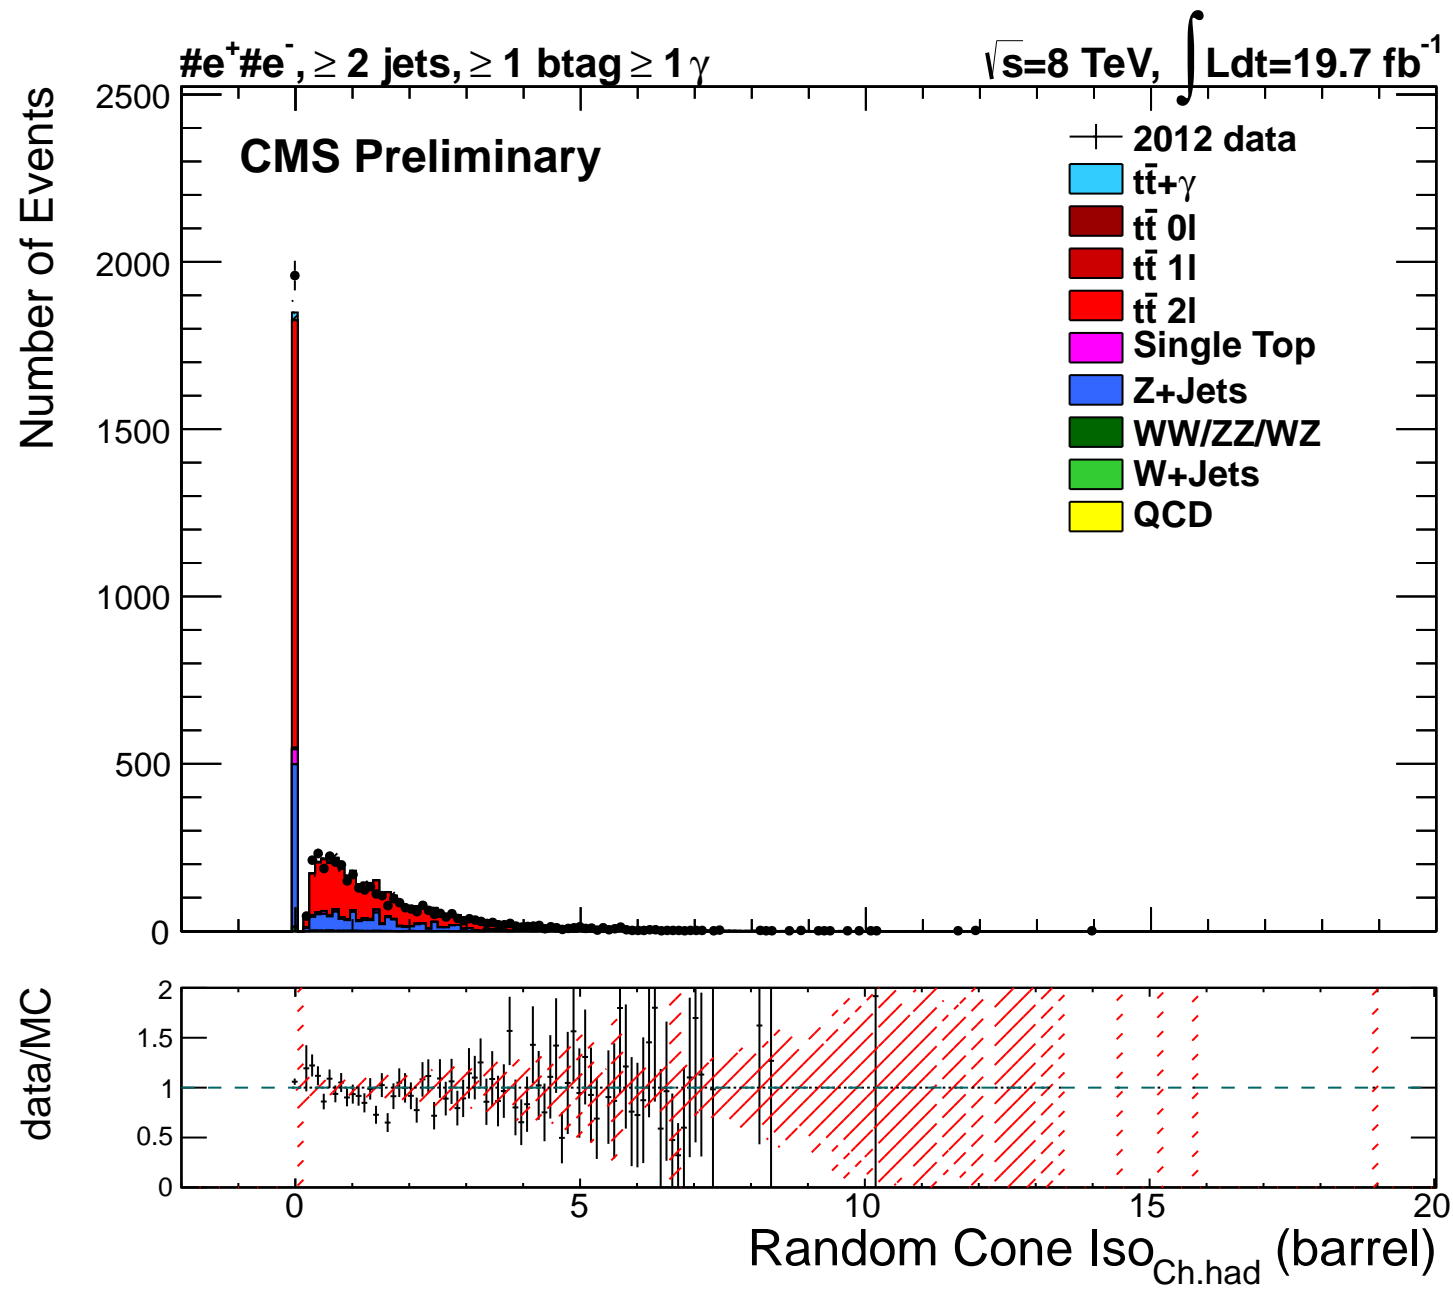 #e⁺#e⁻, ≥ 2 jets, ≥ 1 btag ≥ 1 γ
√s=8 TeV, ∫ Ldt=19.7 fb⁻¹
CMS Preliminary
2012 data
tt̄+γ
tt̄ 0l
tt̄ 1l
tt̄ 2l
Single Top
Z+Jets
WW/ZZ/WZ
W+Jets
QCD
Number of Events
2500
2000
1500
1000
500
0
data/MC
2
1.5
1
0.5
0
0 5 10 15 20
Random Cone Iso_Ch.had (barrel)